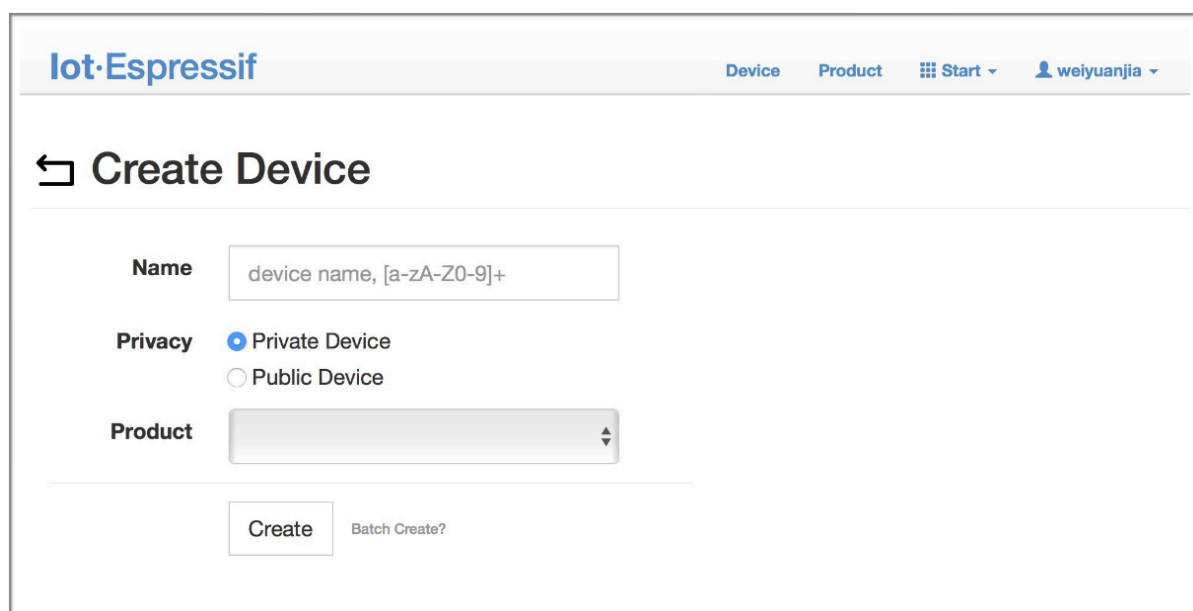 Iot·Espressif
Device Product Start weiyuanjia
Create Device
Name device name, [a-zA-Z0-9]+
Privacy Private Device
Public Device
Product
Create Batch Create?